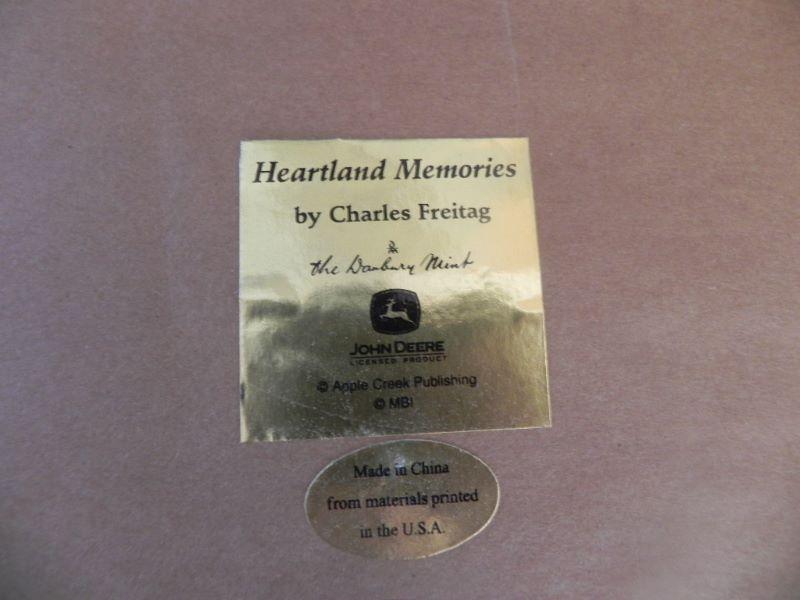 Heartland Memories
by Charles Freitag
the Danbury Mint
JOHN DEERE
LICENSED PRODUCT
© Apple Creek Publishing
© MBI
Made in China
from materials printed
in the U.S.A.